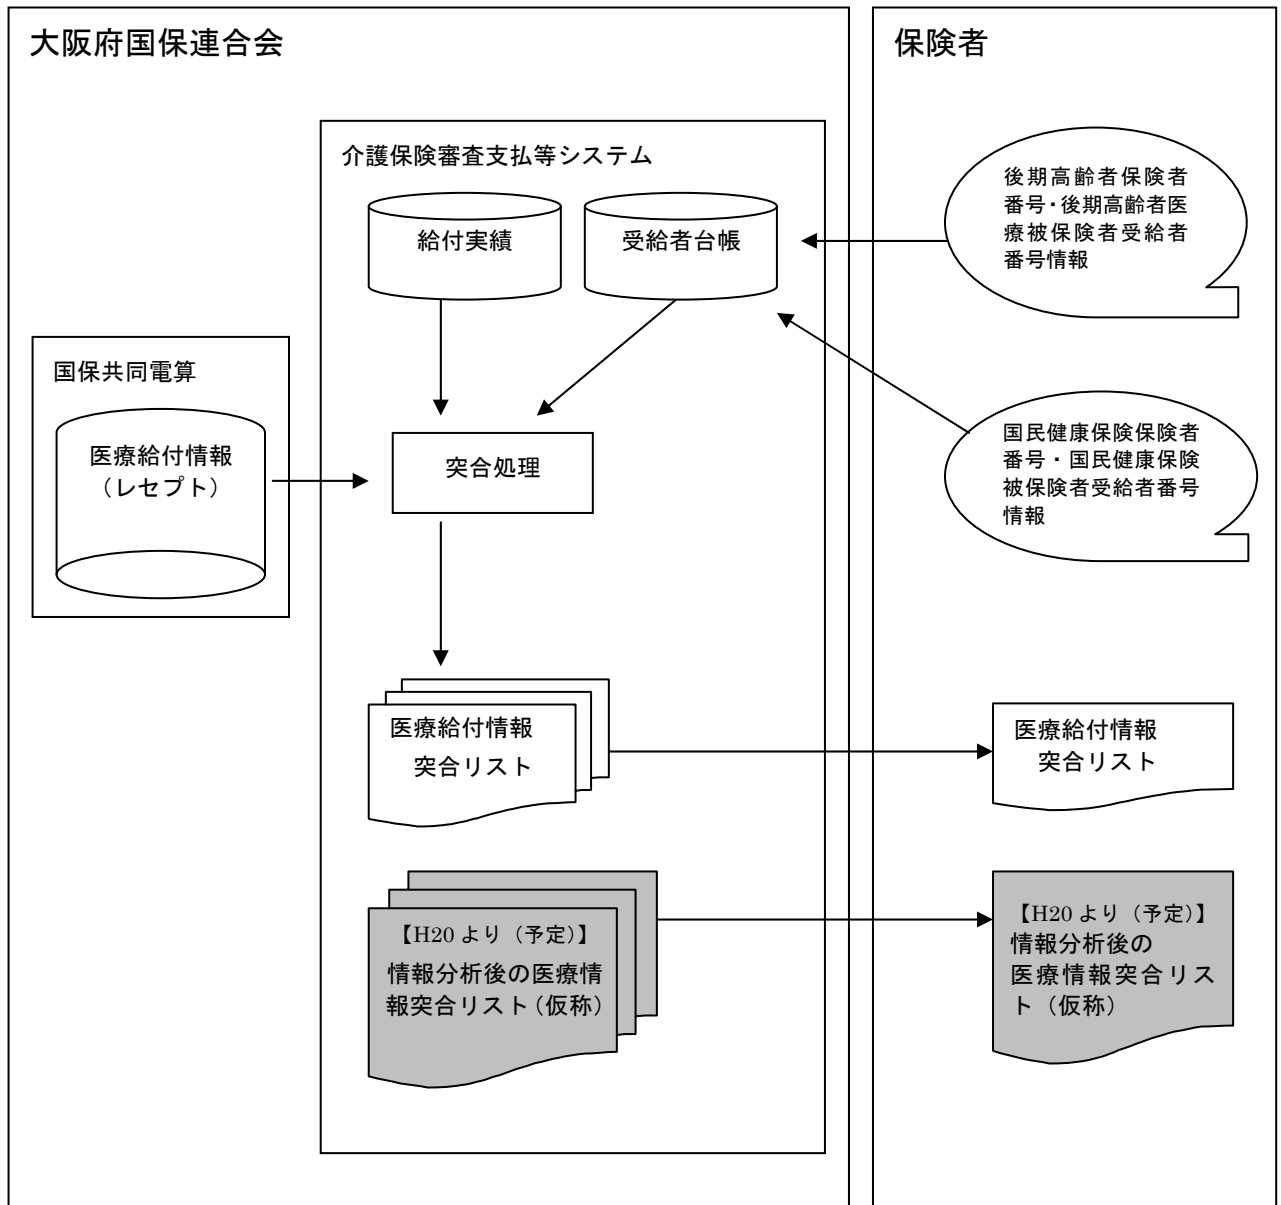 大阪府国保連合会
保険者
介護保険審査支払等システム
給付実績
受給者台帳
後期高齢者保険者
番号・後期高齢者医
療被保険者受給者
番号情報
国保共同電算
医療給付情報
（レセプト）
突合処理
国民健康保険保険者
番号・国民健康保険
被保険者受給者番号
情報
医療給付情報
突合リスト
医療給付情報
突合リスト
【H20 より（予定）】
情報分析後の医療情
報突合リスト（仮称）
【H20 より（予定）】
情報分析後の
医療情報突合リス
ト（仮称）